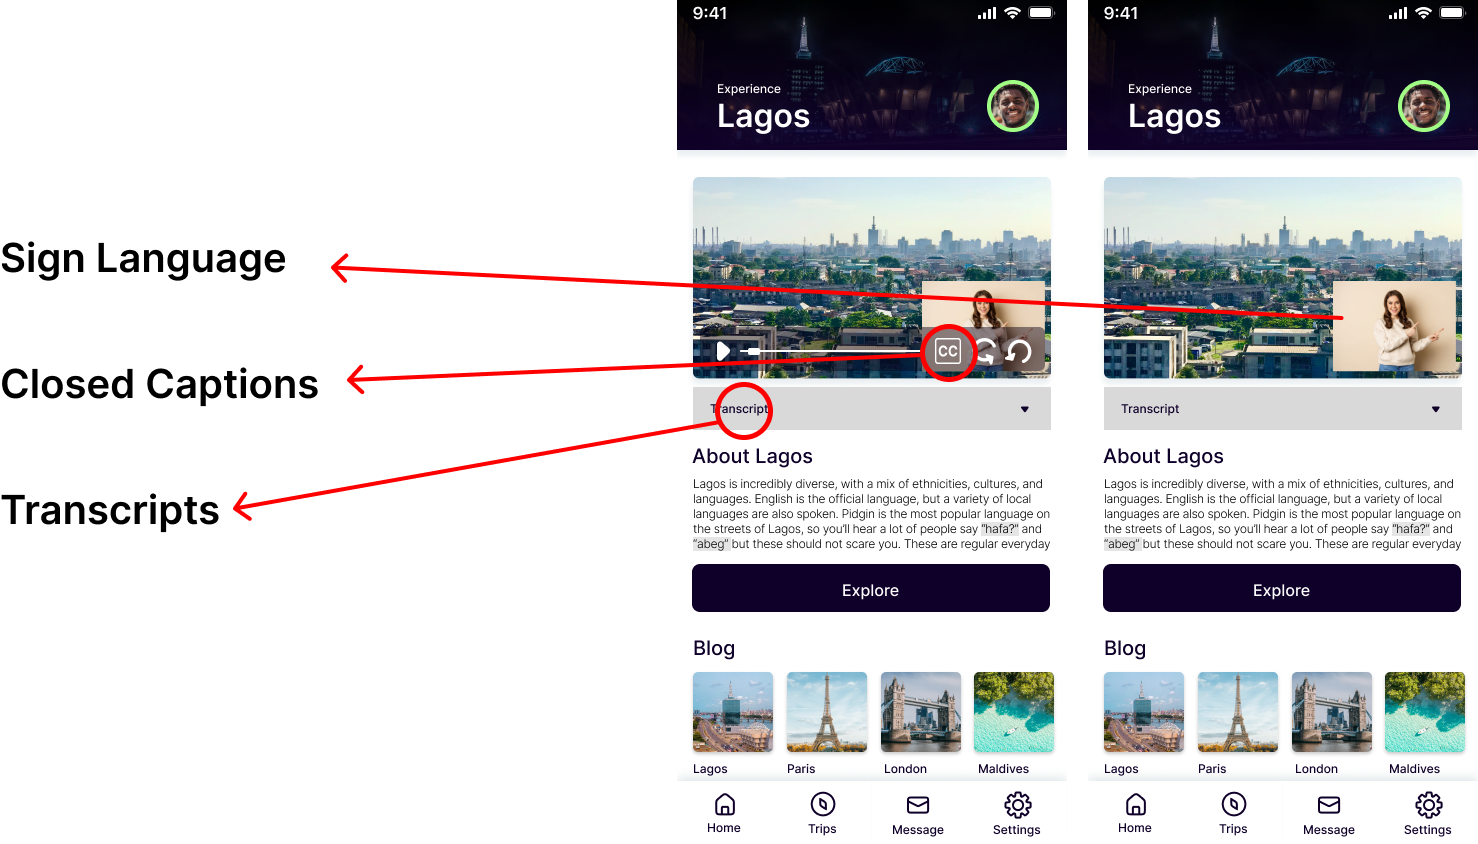 Sign Language
Closed Captions
Transcripts
9:41
Experience
Lagos
CC
Transcript
About Lagos
Lagos is incredibly diverse, with a mix of ethnicities, cultures, and
languages. English is the official language, but a variety of local
languages are also spoken. Pidgin is the most popular language on
the streets of Lagos, so you'll hear a lot of people say "hafa?" and
"abeg" but these should not scare you. These are regular everyday
Explore
Blog
Lagos
Paris
London
Maldives
Home
Trips
Message
Settings
9:41
Experience
Lagos
Transcript
About Lagos
Lagos is incredibly diverse, with a mix of ethnicities, cultures, and
languages. English is the official language, but a variety of local
languages are also spoken. Pidgin is the most popular language on
the streets of Lagos, so you'll hear a lot of people say "hafa?" and
"abeg" but these should not scare you. These are regular everyday
Explore
Blog
Lagos
Paris
London
Maldives
Home
Trips
Message
Settings